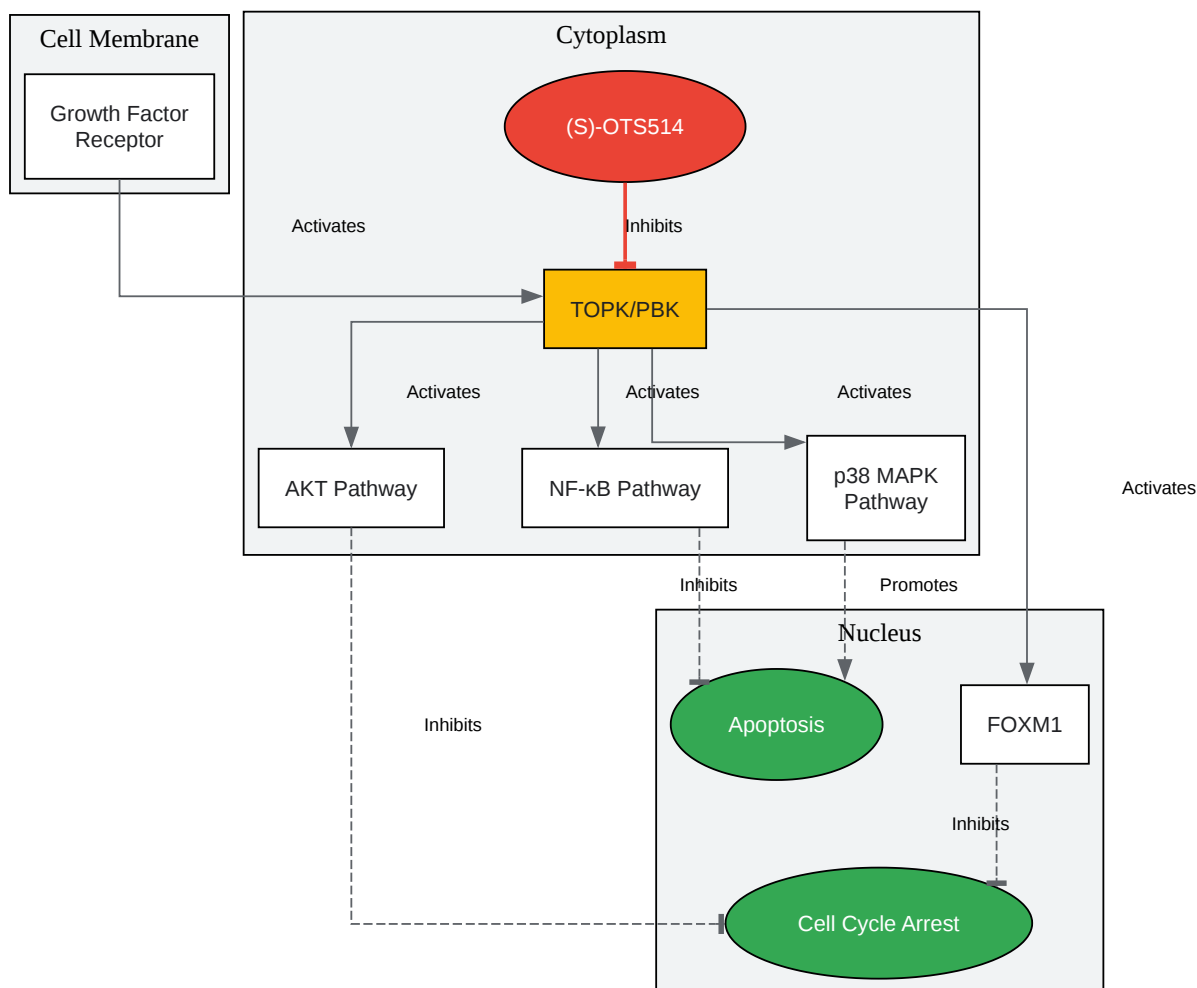 Cell Membrane
Growth Factor
Receptor
Cytoplasm
(S)-OTS514
Activates
Inhibits
TOPK/PBK
Activates
Activates
Activates
AKT Pathway
NF-κB Pathway
p38 MAPK
Pathway
Activates
Inhibits
Promotes
Nucleus
Apoptosis
FOXM1
Inhibits
Inhibits
Cell Cycle Arrest